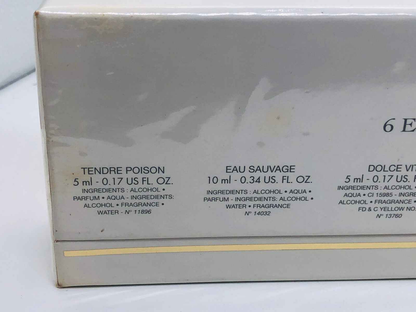 6 E
TENDRE POISON
5 ml - 0.17 US FL. OZ.
INGREDIENTS : ALCOHOL •
PARFUM • AQUA - INGREDIENTS:
ALCOHOL • FRAGRANCE •
WATER - N° 11896
EAU SAUVAGE
10 ml - 0.34 US. FL. OZ.
INGREDIENTS : ALCOHOL • AQUA •
PARFUM - INGREDIENTS: ALCOHOL •
WATER • FRAGRANCE
N° 14032
DOLCE VIT
5 ml - 0.17 US. F
INGREDIENTS : ALCOHOL •
AQUA • CI 15985 - INGREDIE
ALCOHOL • FRAGRANCE •
FD & C YELLOW NO
N° 13760